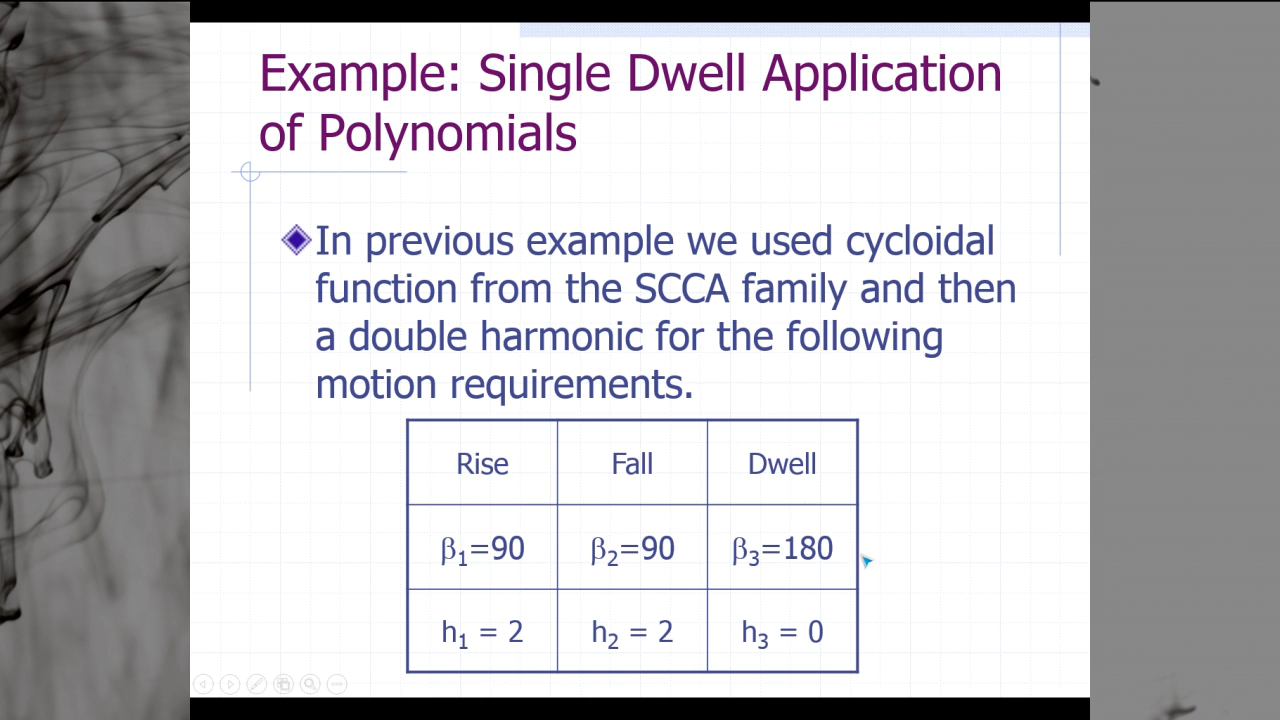 Example: Single Dwell Application
of Polynomials
In previous example we used cycloidal
function from the SCCA family and then
a double harmonic for the following
motion requirements.
Rise Fall Dwell
β₁=90 β₂=90 β₃=180
h₁ = 2 h₂ = 2 h₃ = 0